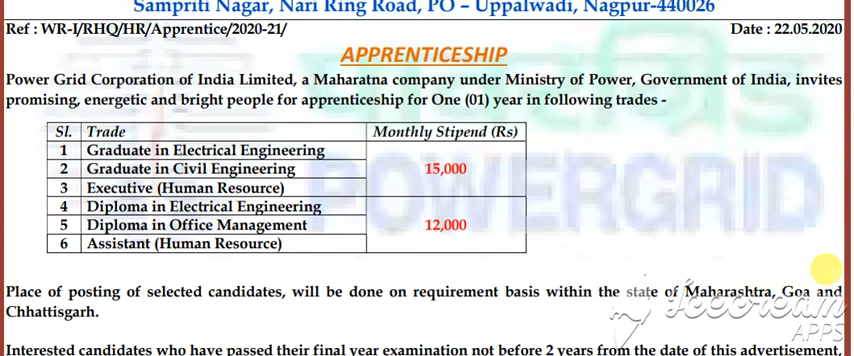 Sampriti Nagar, Nari Ring Road, PO – Uppalwadi, Nagpur-440026
Ref : WR-I/RHQ/HR/Apprentice/2020-21/ Date : 22.05.2020
APPRENTICESHIP
Power Grid Corporation of India Limited, a Maharatna company under Ministry of Power, Government of India, invites
promising, energetic and bright people for apprenticeship for One (01) year in following trades -
Sl. Trade Monthly Stipend (Rs)
1 Graduate in Electrical Engineering
2 Graduate in Civil Engineering 15,000
3 Executive (Human Resource)
4 Diploma in Electrical Engineering
5 Diploma in Office Management 12,000
6 Assistant (Human Resource)
POWERGRID
Place of posting of selected candidates, will be done on requirement basis within the state of Maharashtra, Goa and
Chhattisgarh.
Icecream
APPS
Interested candidates who have passed their final year examination not before 2 years from the date of this advertisement,